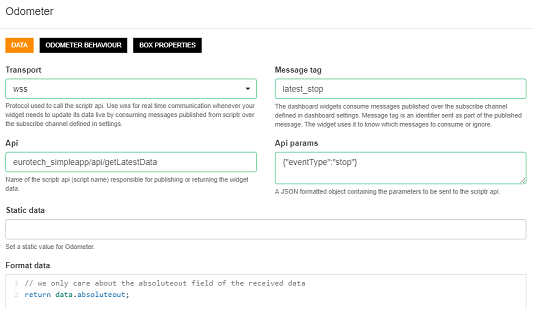 Odometer
DATA ODOMETER BEHAVIOUR BOX PROPERTIES
Transport
wss
Protocol used to call the scriptr api. Use wss for real time communication whenever your
widget needs to update its data live by consuming messages published from scriptr over
the subscribe channel defined in settings.
Message tag
latest_stop
The dashboard widgets consume messages published over the subscribe channel
defined in dashboard settings. Message tag is an identifier sent as part of the published
message. The widget uses it to know which messages to consume or ignore.
Api
eurotech_simpleapp/api/getLatestData
Name of the scriptr api (script name) responsible for publishing or returning the widget
data.
Api params
{"eventType":"stop"}
A JSON formatted object containing the parameters to be sent to the scriptr api.
Static data
Set a static value for Odometer.
Format data
1 // we only care about the absoluteout field of the received data
2 return data.absoluteout;